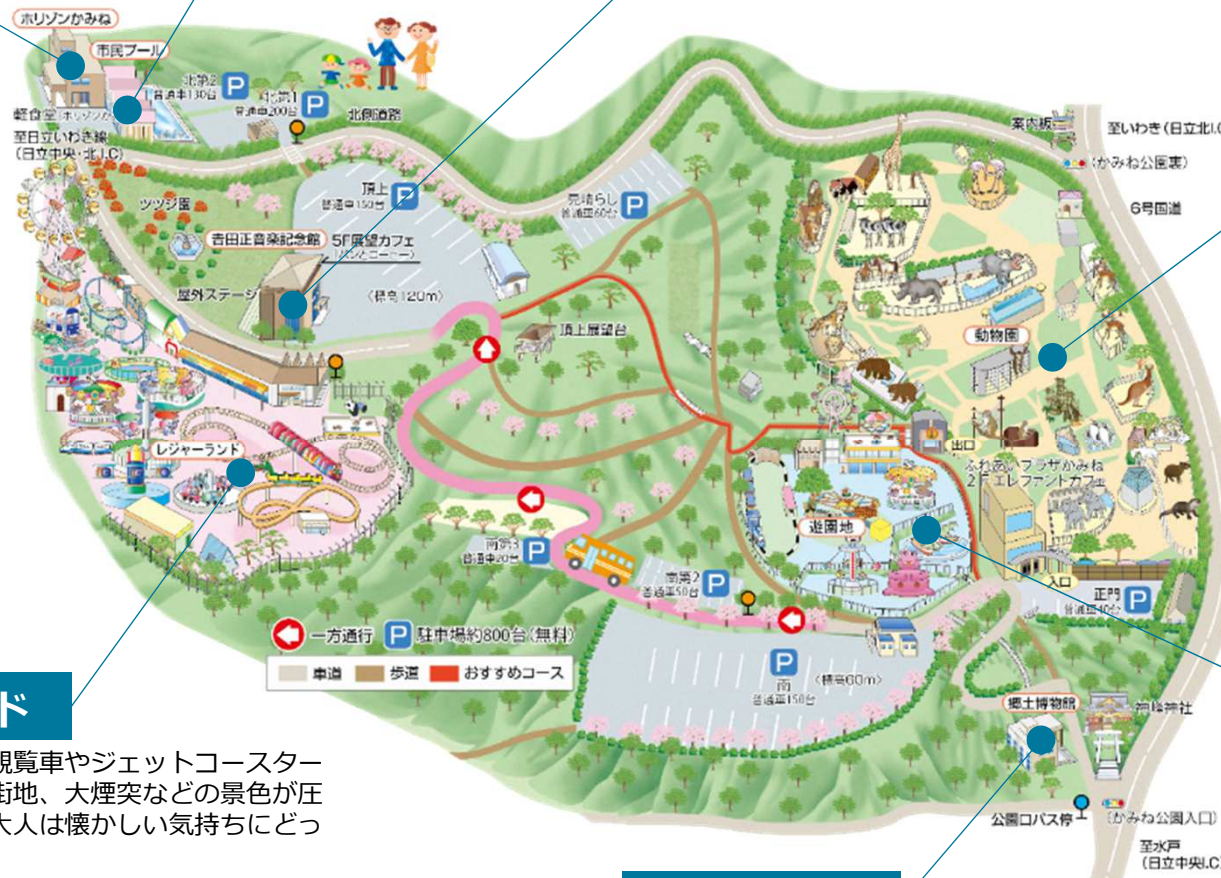 ホリゾンかみね
市民プール
北第2
普通車130台
P
北第1
普通車200台
P
北側道路
軽食堂(ホリゾンか
至日立いわき線
(日立中央・北I.C)
案内板
至いわき(日立北I.C
(かみね公園裏)
6号国道
頂上
普通車150台
P
見晴らし
普通車60台
P
ツツジ園
吉田正音楽記念館
5F展望カフェ
屋外ステージ
〈標高120m〉
頂上展望台
動物園
レジャーランド
出口
ふれあいプラザかみね
2F エレファントカフェ
遊園地
南第3
普通車20台
P
南第2
普通車50台
P
入口
正門
普通車40台
P
一方通行
P
駐車場約800台(無料)
車道
歩道
おすすめコース
P
南
普通車150台
〈標高60m〉
郷土博物館
神峰神社
公園口バス停
(かみね公園入口)
至水戸
(日立中央I.C
ド
観覧車やジェットコースター
街地、大煙突などの景色が圧
大人は懐かしい気持ちにどっ